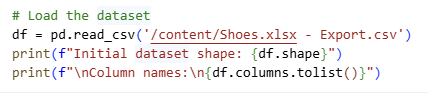 # Load the dataset
df = pd.read_csv('/content/Shoes.xlsx - Export.csv')
print(f"Initial dataset shape: {df.shape}")
print(f"\nColumn names:\n{df.columns.tolist()}")